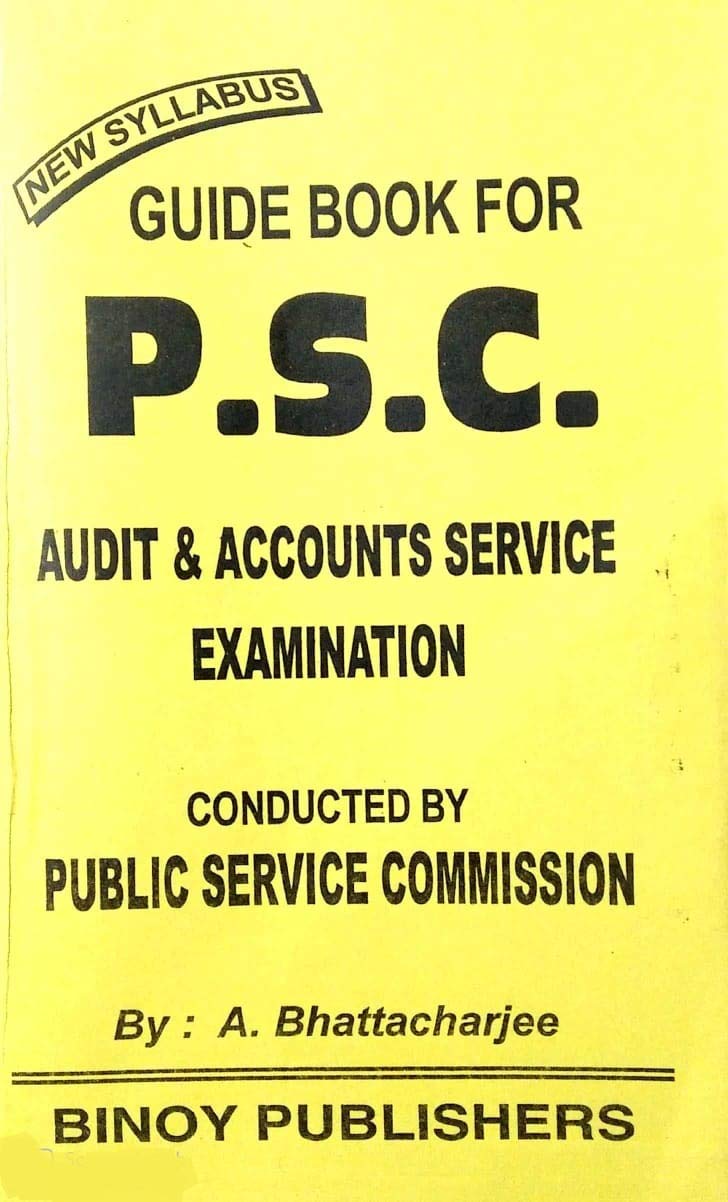 NEW SYLLABUS
GUIDE BOOK FOR
P.S.C.
AUDIT & ACCOUNTS SERVICE
EXAMINATION
CONDUCTED BY
PUBLIC SERVICE COMMISSION
By : A. Bhattacharjee
BINOY PUBLISHERS